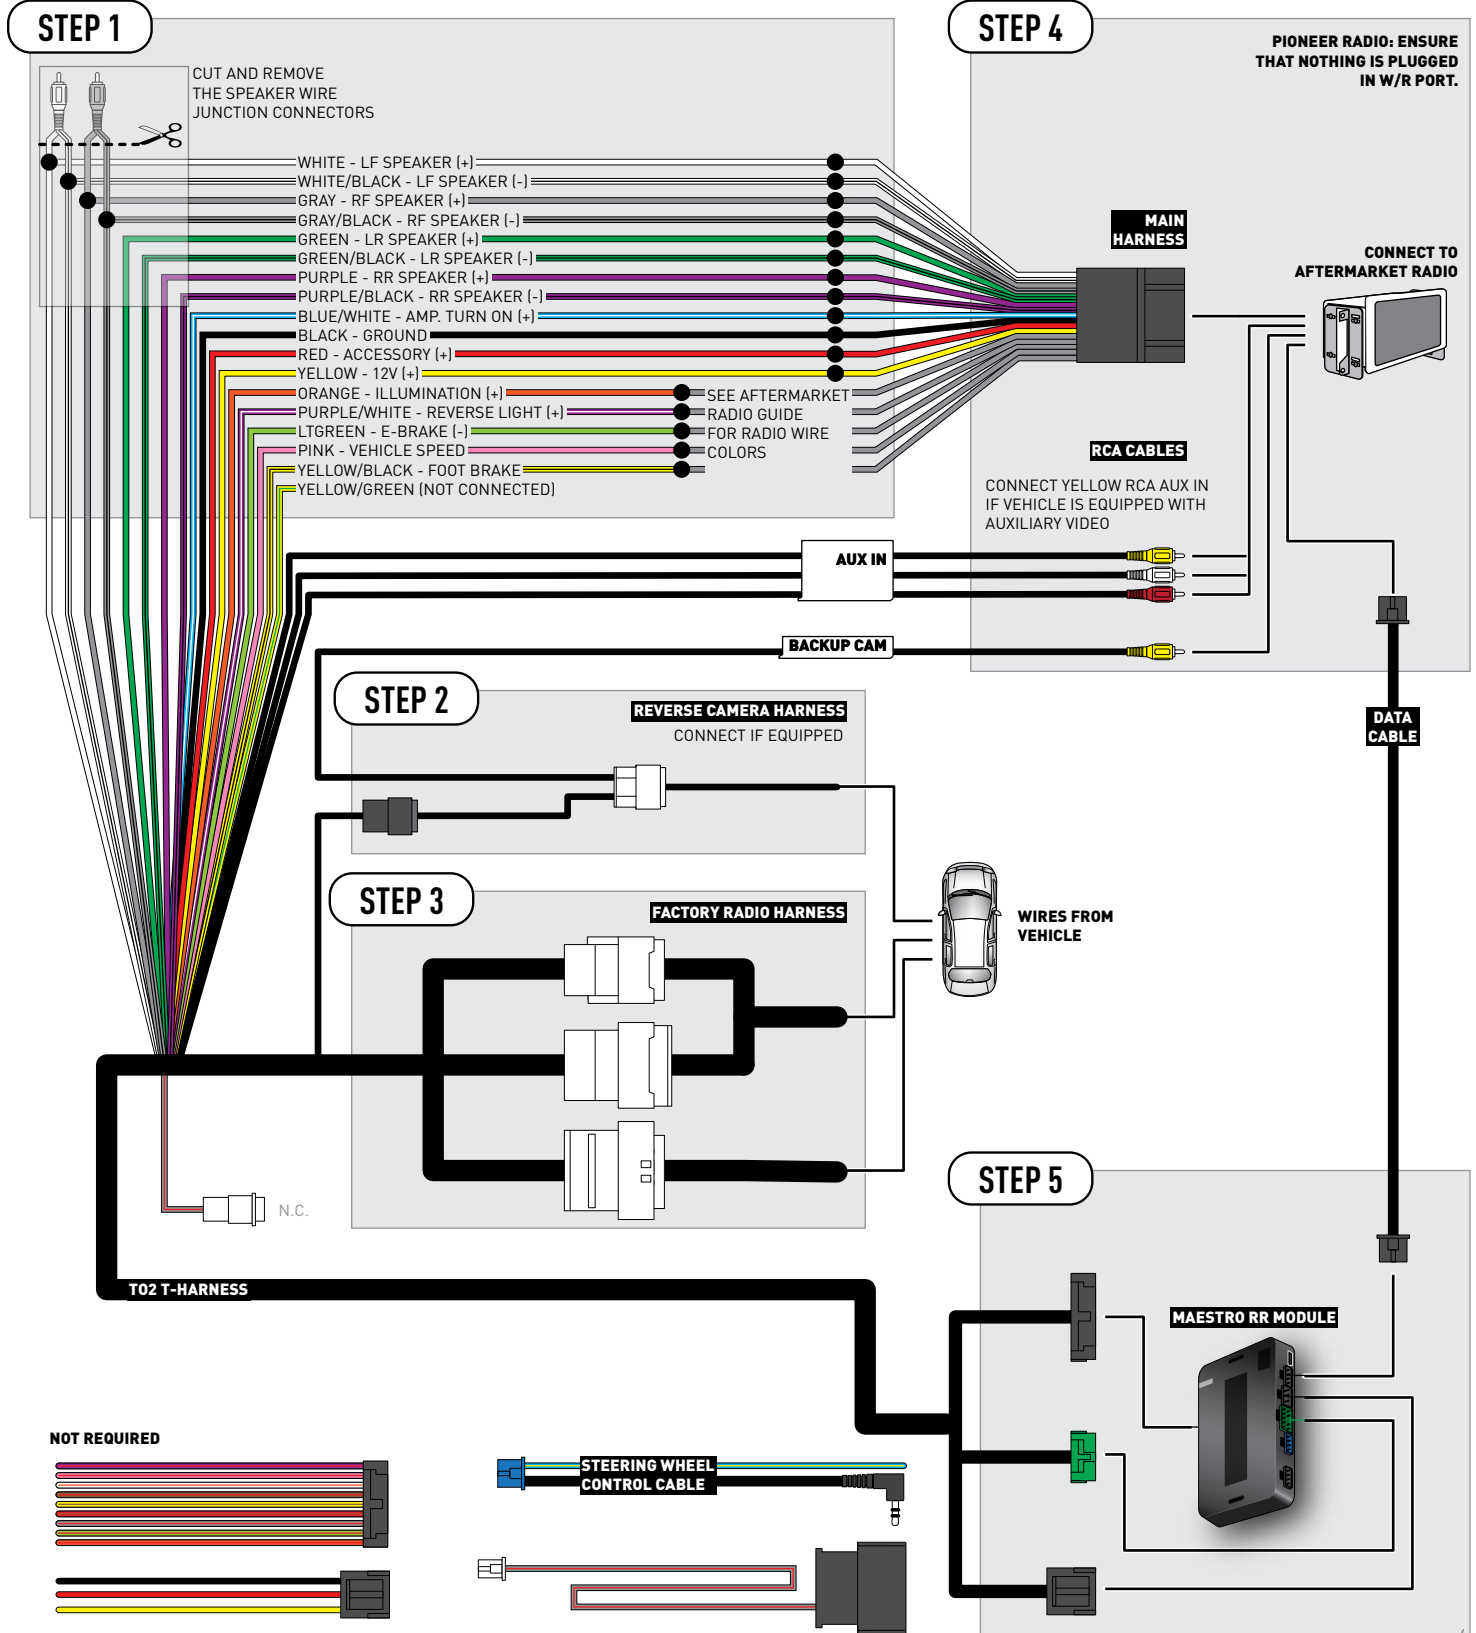 STEP 1
CUT AND REMOVE
THE SPEAKER WIRE
JUNCTION CONNECTORS
WHITE - LF SPEAKER (+)
WHITE/BLACK - LF SPEAKER (-)
GRAY - RF SPEAKER (+)
GRAY/BLACK - RF SPEAKER (-)
GREEN - LR SPEAKER (+)
GREEN/BLACK - LR SPEAKER (-)
PURPLE - RR SPEAKER (+)
PURPLE/BLACK - RR SPEAKER (-)
BLUE/WHITE - AMP. TURN ON (+)
BLACK - GROUND
RED - ACCESSORY (+)
YELLOW - 12V (+)
ORANGE - ILLUMINATION (+)
PURPLE/WHITE - REVERSE LIGHT (+)
LTGREEN - E-BRAKE (-)
PINK - VEHICLE SPEED
YELLOW/BLACK - FOOT BRAKE
YELLOW/GREEN (NOT CONNECTED)
SEE AFTERMARKET
RADIO GUIDE
FOR RADIO WIRE
COLORS
STEP 4
PIONEER RADIO: ENSURE
THAT NOTHING IS PLUGGED
IN W/R PORT.
MAIN
HARNESS
CONNECT TO
AFTERMARKET RADIO
RCA CABLES
CONNECT YELLOW RCA AUX IN
IF VEHICLE IS EQUIPPED WITH
AUXILIARY VIDEO
AUX IN
BACKUP CAM
DATA
CABLE
STEP 2
REVERSE CAMERA HARNESS
CONNECT IF EQUIPPED
STEP 3
FACTORY RADIO HARNESS
WIRES FROM
VEHICLE
N.C.
TO2 T-HARNESS
STEP 5
MAESTRO RR MODULE
NOT REQUIRED
STEERING WHEEL
CONTROL CABLE